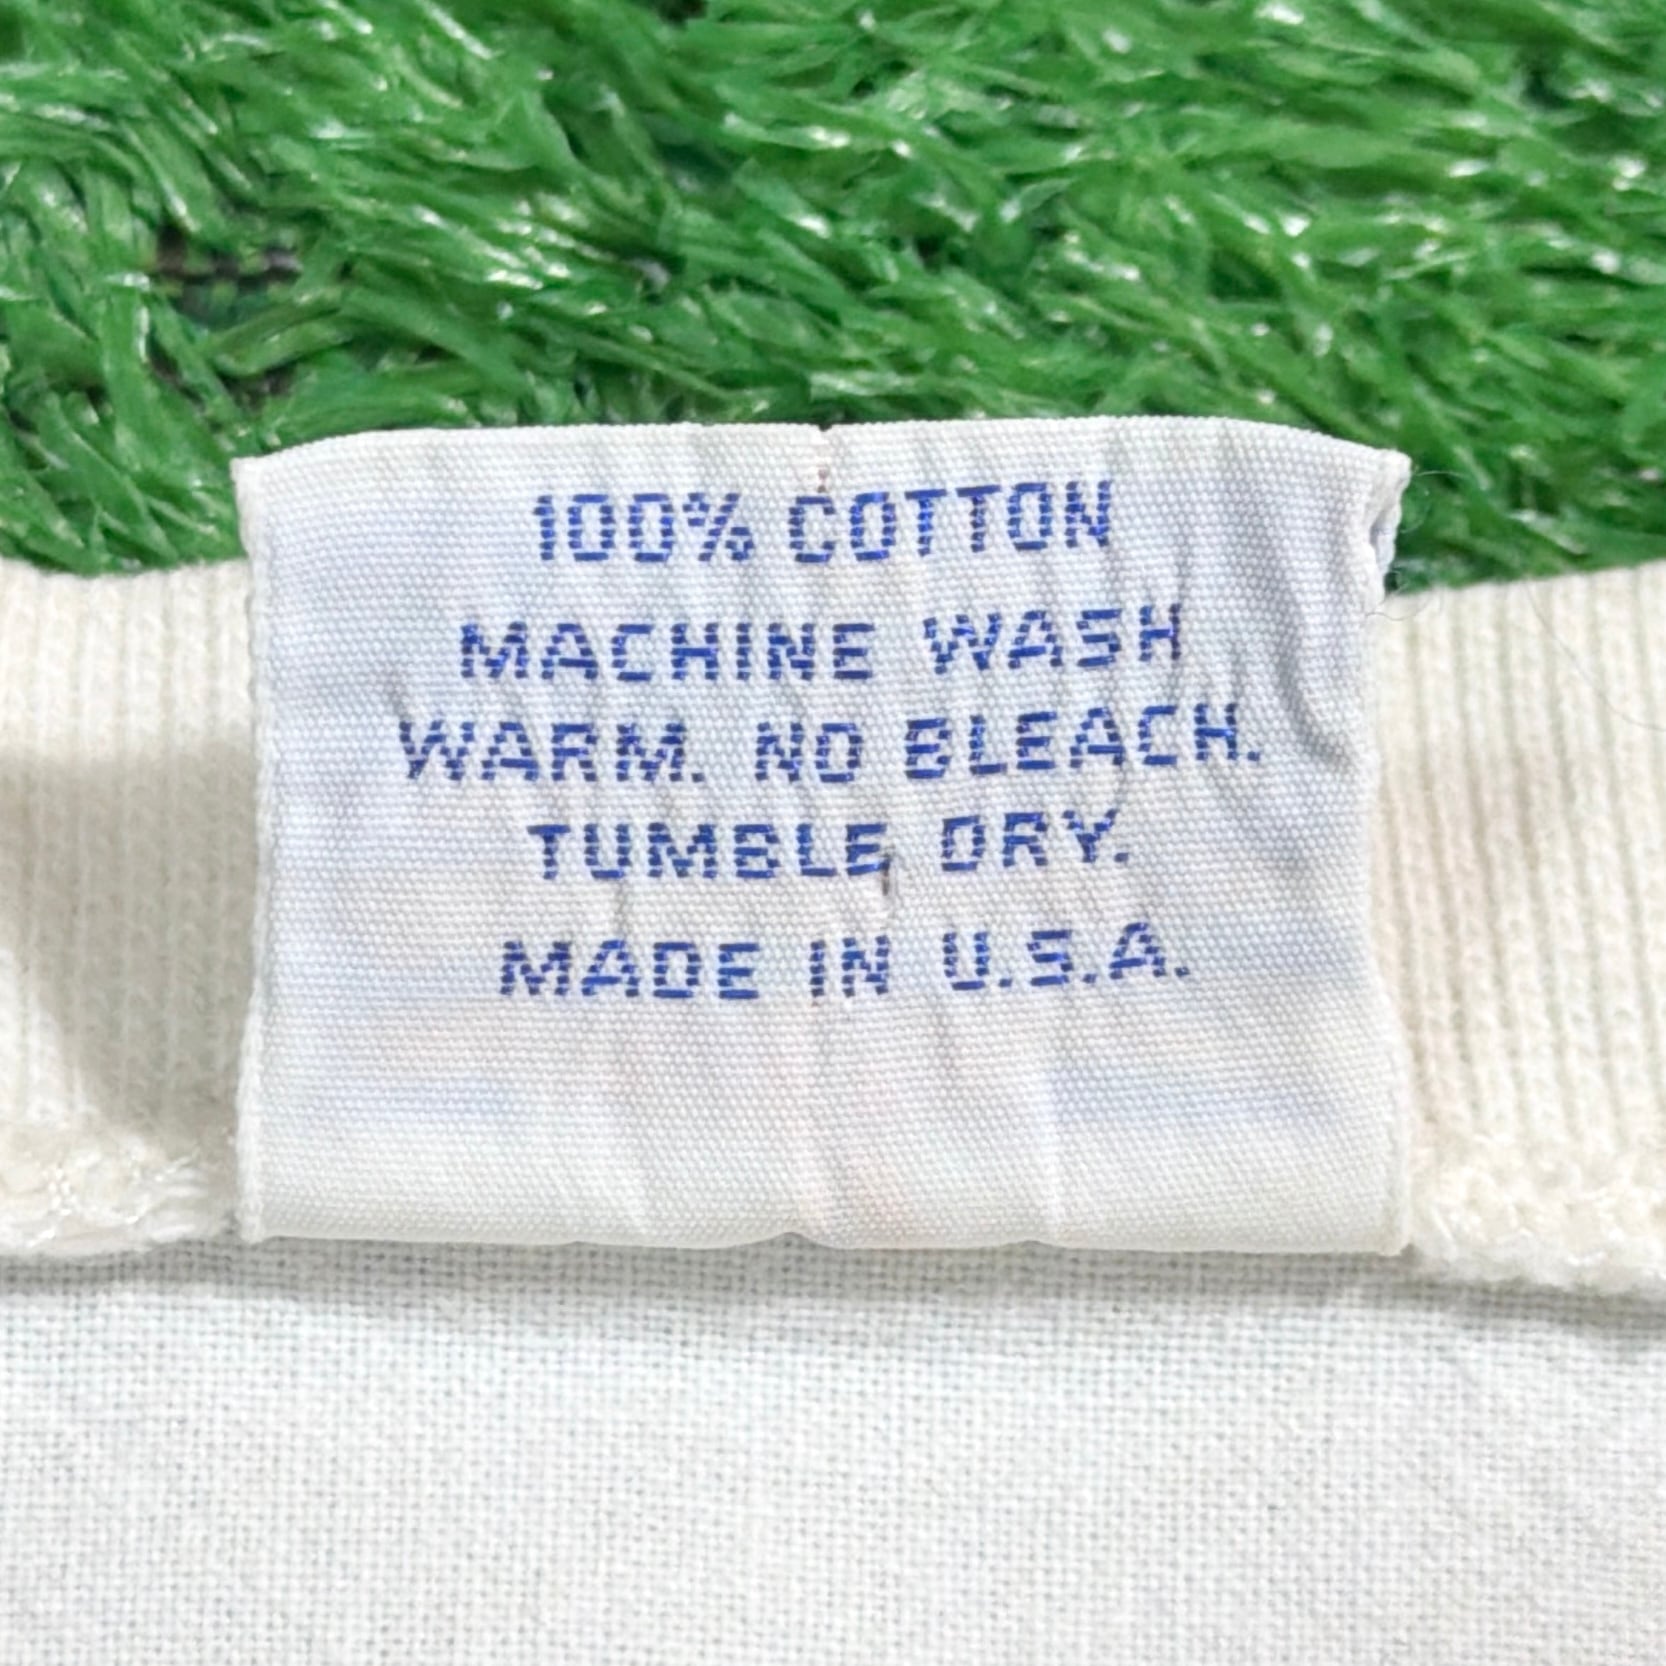 100% COTTON
MACHINE WASH
WARM. NO BLEACH.
TUMBLE DRY.
MADE IN U.S.A.